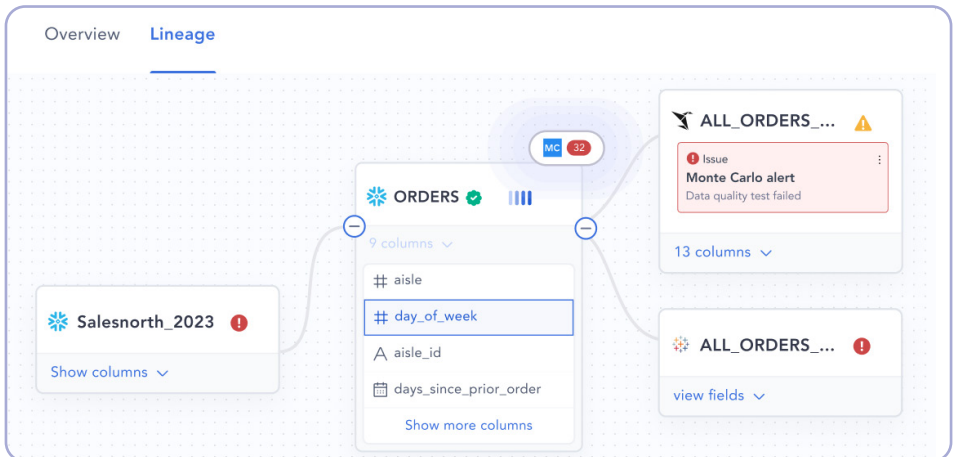 Overview Lineage
MC 32
ORDERS
9 columns
# aisle
# day_of_week
A aisle_id
days_since_prior_order
Show more columns
Salesnorth_2023
Show columns
ALL_ORDERS_...
Issue
Monte Carlo alert
Data quality test failed
13 columns
ALL_ORDERS_...
view fields